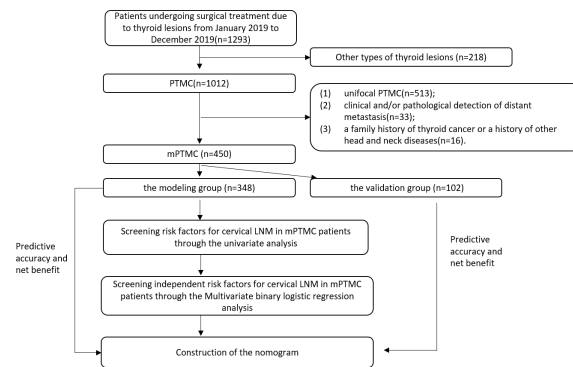 Patients undergoing surgical treatment due
to thyroid lesions from January 2019 to
December 2019(n=1293)
Other types of thyroid lesions(n=218)
PTMC(n=1012)
(1) unifocal PTMC(n=513);
(2) clinical and/or pathological detection of distant
metastasis(n=33);
(3) a family history of thyroid cancer or a history of other
head and neck diseases(n=16).
mPTMC (n=450)
the modeling group (n=348)
the validation group (n=102)
Screening risk factors for cervical LNM in mPTMC patients
through the univariate analysis
Predictive
accuracy and
net benefit
Predictive
accuracy and
net benefit
Screening independent risk factors for cervical LNM in mPTMC
patients through the Multivariate binary logistic regression
analysis
Construction of the nomogram